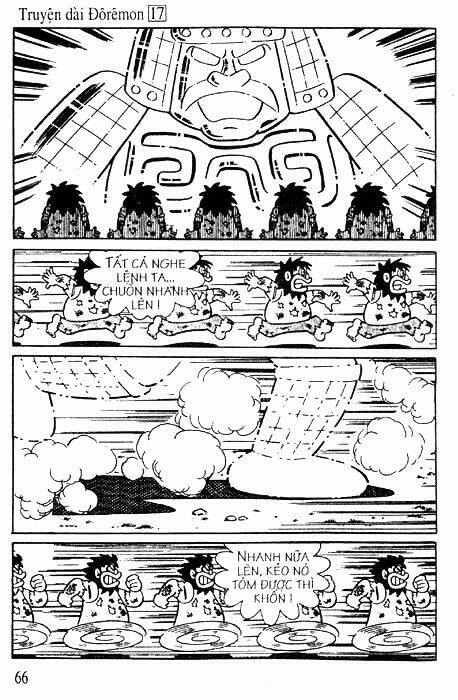 Truyện dài Đôrêmon 17
TẤT CẢ NGHE
LỆNH TA...
CHUỒN NHANH
LÊN !
NHANH NỮA
LÊN, KẺO NÓ
TÓM ĐƯỢC THÌ
KHỐN !
66